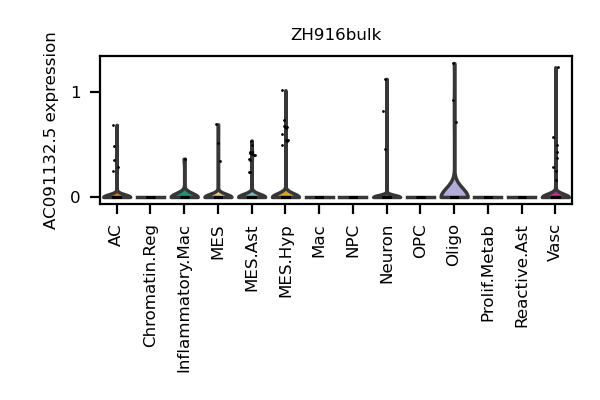 ZH916bulk
AC091132.5 expression
1
0
AC
Chromatin.Reg
Inflammatory.Mac
MES
MES.Ast
MES.Hyp
Mac
NPC
Neuron
OPC
Oligo
Prolif.Metab
Reactive.Ast
Vasc